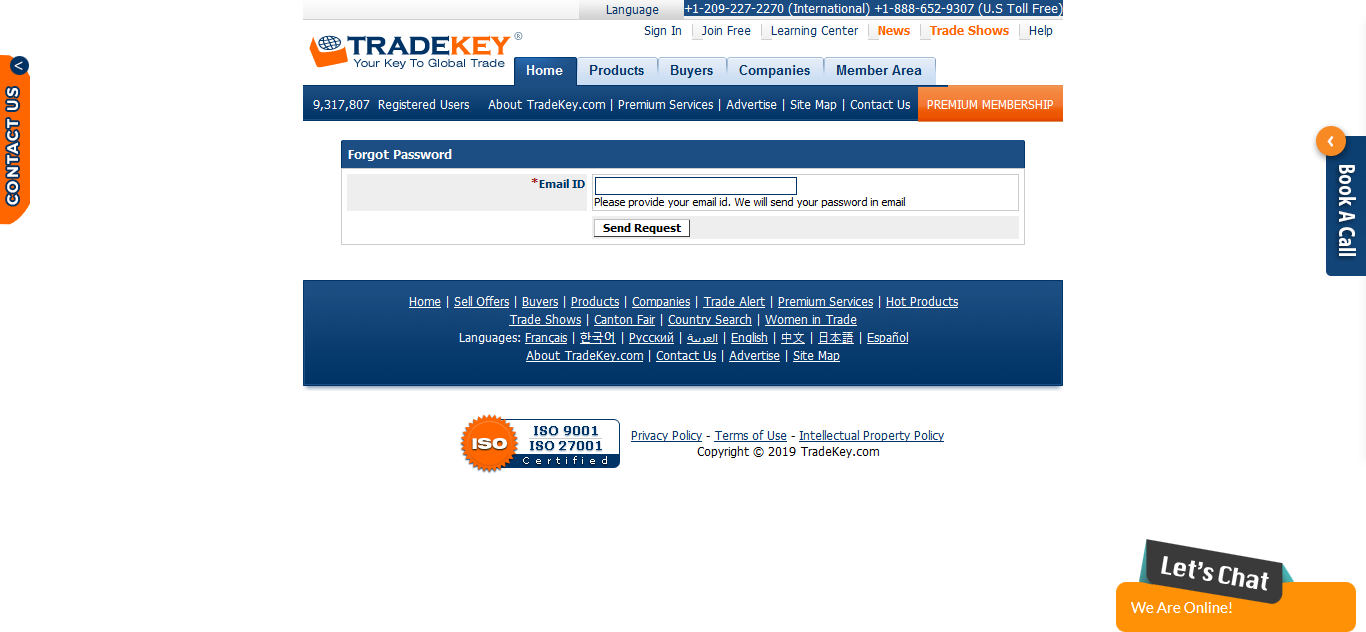 Language
+1-209-227-2270 (International) +1-888-652-9307 (U.S Toll Free)
Sign In
Join Free
Learning Center
News
Trade Shows
Help
TRADEKEY®
Your Key To Global Trade
Home
Products
Buyers
Companies
Member Area
9,317,807 Registered Users
About TradeKey.com | Premium Services | Advertise | Site Map | Contact Us
PREMIUM MEMBERSHIP
<
CONTACT US
Book A Call
Forgot Password
*Email ID
Please provide your email id. We will send your password in email
Send Request
Home | Sell Offers | Buyers | Products | Companies | Trade Alert | Premium Services | Hot Products
Trade Shows | Canton Fair | Country Search | Women in Trade
Languages: Français | 한국어 | Русский | العربية | English | 中文 | 日本語 | Español
About TradeKey.com | Contact Us | Advertise | Site Map
ISO
ISO 9001
ISO 27001
Certified
Privacy Policy - Terms of Use - Intellectual Property Policy
Copyright © 2019 TradeKey.com
Let's Chat
We Are Online!